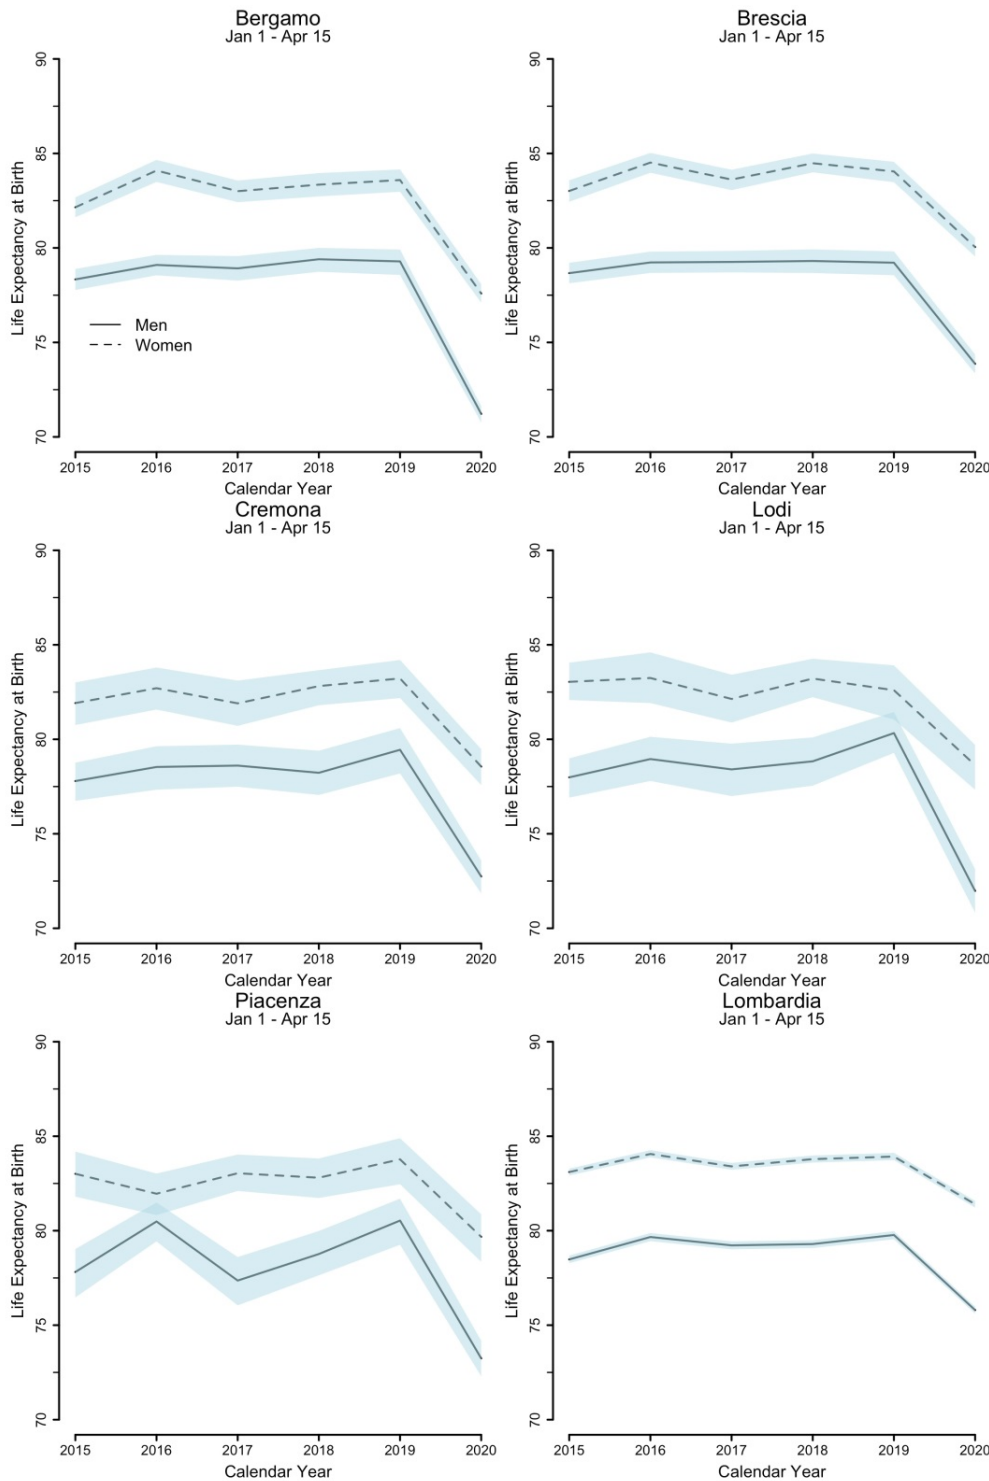 Bergamo
Jan 1 - Apr 15
Life Expectancy at Birth
90
85
80
75
70
Men
Women
2015 2016 2017 2018 2019 2020
Calendar Year
Brescia
Jan 1 - Apr 15
Life Expectancy at Birth
90
85
80
75
70
2015 2016 2017 2018 2019 2020
Calendar Year
Cremona
Jan 1 - Apr 15
Life Expectancy at Birth
90
85
80
75
70
2015 2016 2017 2018 2019 2020
Calendar Year
Lodi
Jan 1 - Apr 15
Life Expectancy at Birth
90
85
80
75
70
2015 2016 2017 2018 2019 2020
Calendar Year
Piacenza
Jan 1 - Apr 15
Life Expectancy at Birth
90
85
80
75
70
2015 2016 2017 2018 2019 2020
Calendar Year
Lombardia
Jan 1 - Apr 15
Life Expectancy at Birth
90
85
80
75
70
2015 2016 2017 2018 2019 2020
Calendar Year